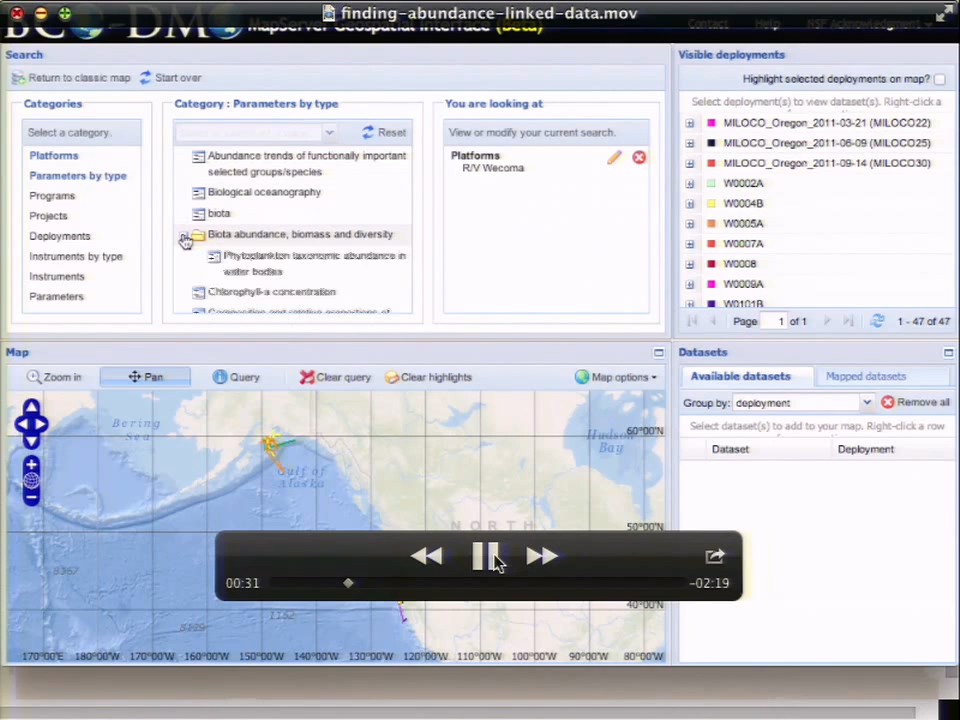 finding-abundance-linked-data.mov
BCO-DMO MapServer Geospatial Interface (Beta)
Contact Help NSF Acknowledgment
Search
Return to classic map Start over
Categories
Select a category.
Platforms
Parameters by type
Programs
Projects
Deployments
Instruments by type
Instruments
Parameters
Category : Parameters by type
Reset
Abundance trends of functionally important
selected groups/species
Biological oceanography
biota
Biota abundance, biomass and diversity
Phytoplankton taxonomic abundance in
water bodies
Chlorophyll-a concentration
Composition and relative proportions of
You are looking at
View or modify your current search.
Platforms
R/V Wecoma
Visible deployments
Highlight selected deployments on map?
Select deployment(s) to view dataset(s). Right-click a
MILOCO_Oregon_2011-03-21 (MILOCO22)
MILOCO_Oregon_2011-06-09 (MILOCO25)
MILOCO_Oregon_2011-09-14 (MILOCO30)
W0002A
W0004B
W0005A
W0007A
W0008
W0009A
W0101B
Page 1 of 1 1 - 47 of 47
Map
Zoom in Pan Query Clear query Clear highlights Map options
Bering
Sea
Gulf of
Alaska
Hudson
Bay
NORTH
60°00'N
50°00'N
40°00'N
170°00'E 180°00'W 170°00'W 160°00'W 150°00'W 140°00'W 130°00'W 120°00'W 110°00'W 100°00'W 90°00'W 80°00'W
Datasets
Available datasets Mapped datasets
Group by: deployment Remove all
Select dataset(s) to add to your map. Right-click a row
Dataset Deployment
00:31 -02:19